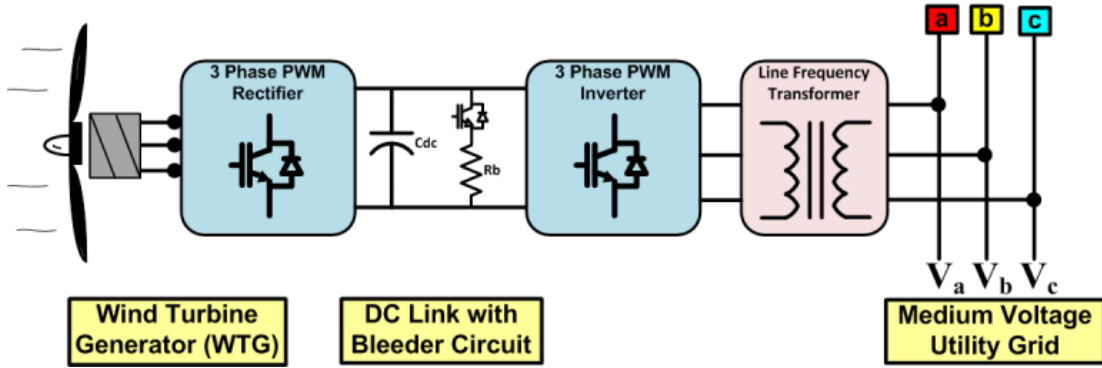 a
b
c
3 Phase PWM
Rectifier
3 Phase PWM
Inverter
Line Frequency
Transformer
Cdc
Rb
Va
Vb
Vc
Wind Turbine
Generator (WTG)
DC Link with
Bleeder Circuit
Medium Voltage
Utility Grid